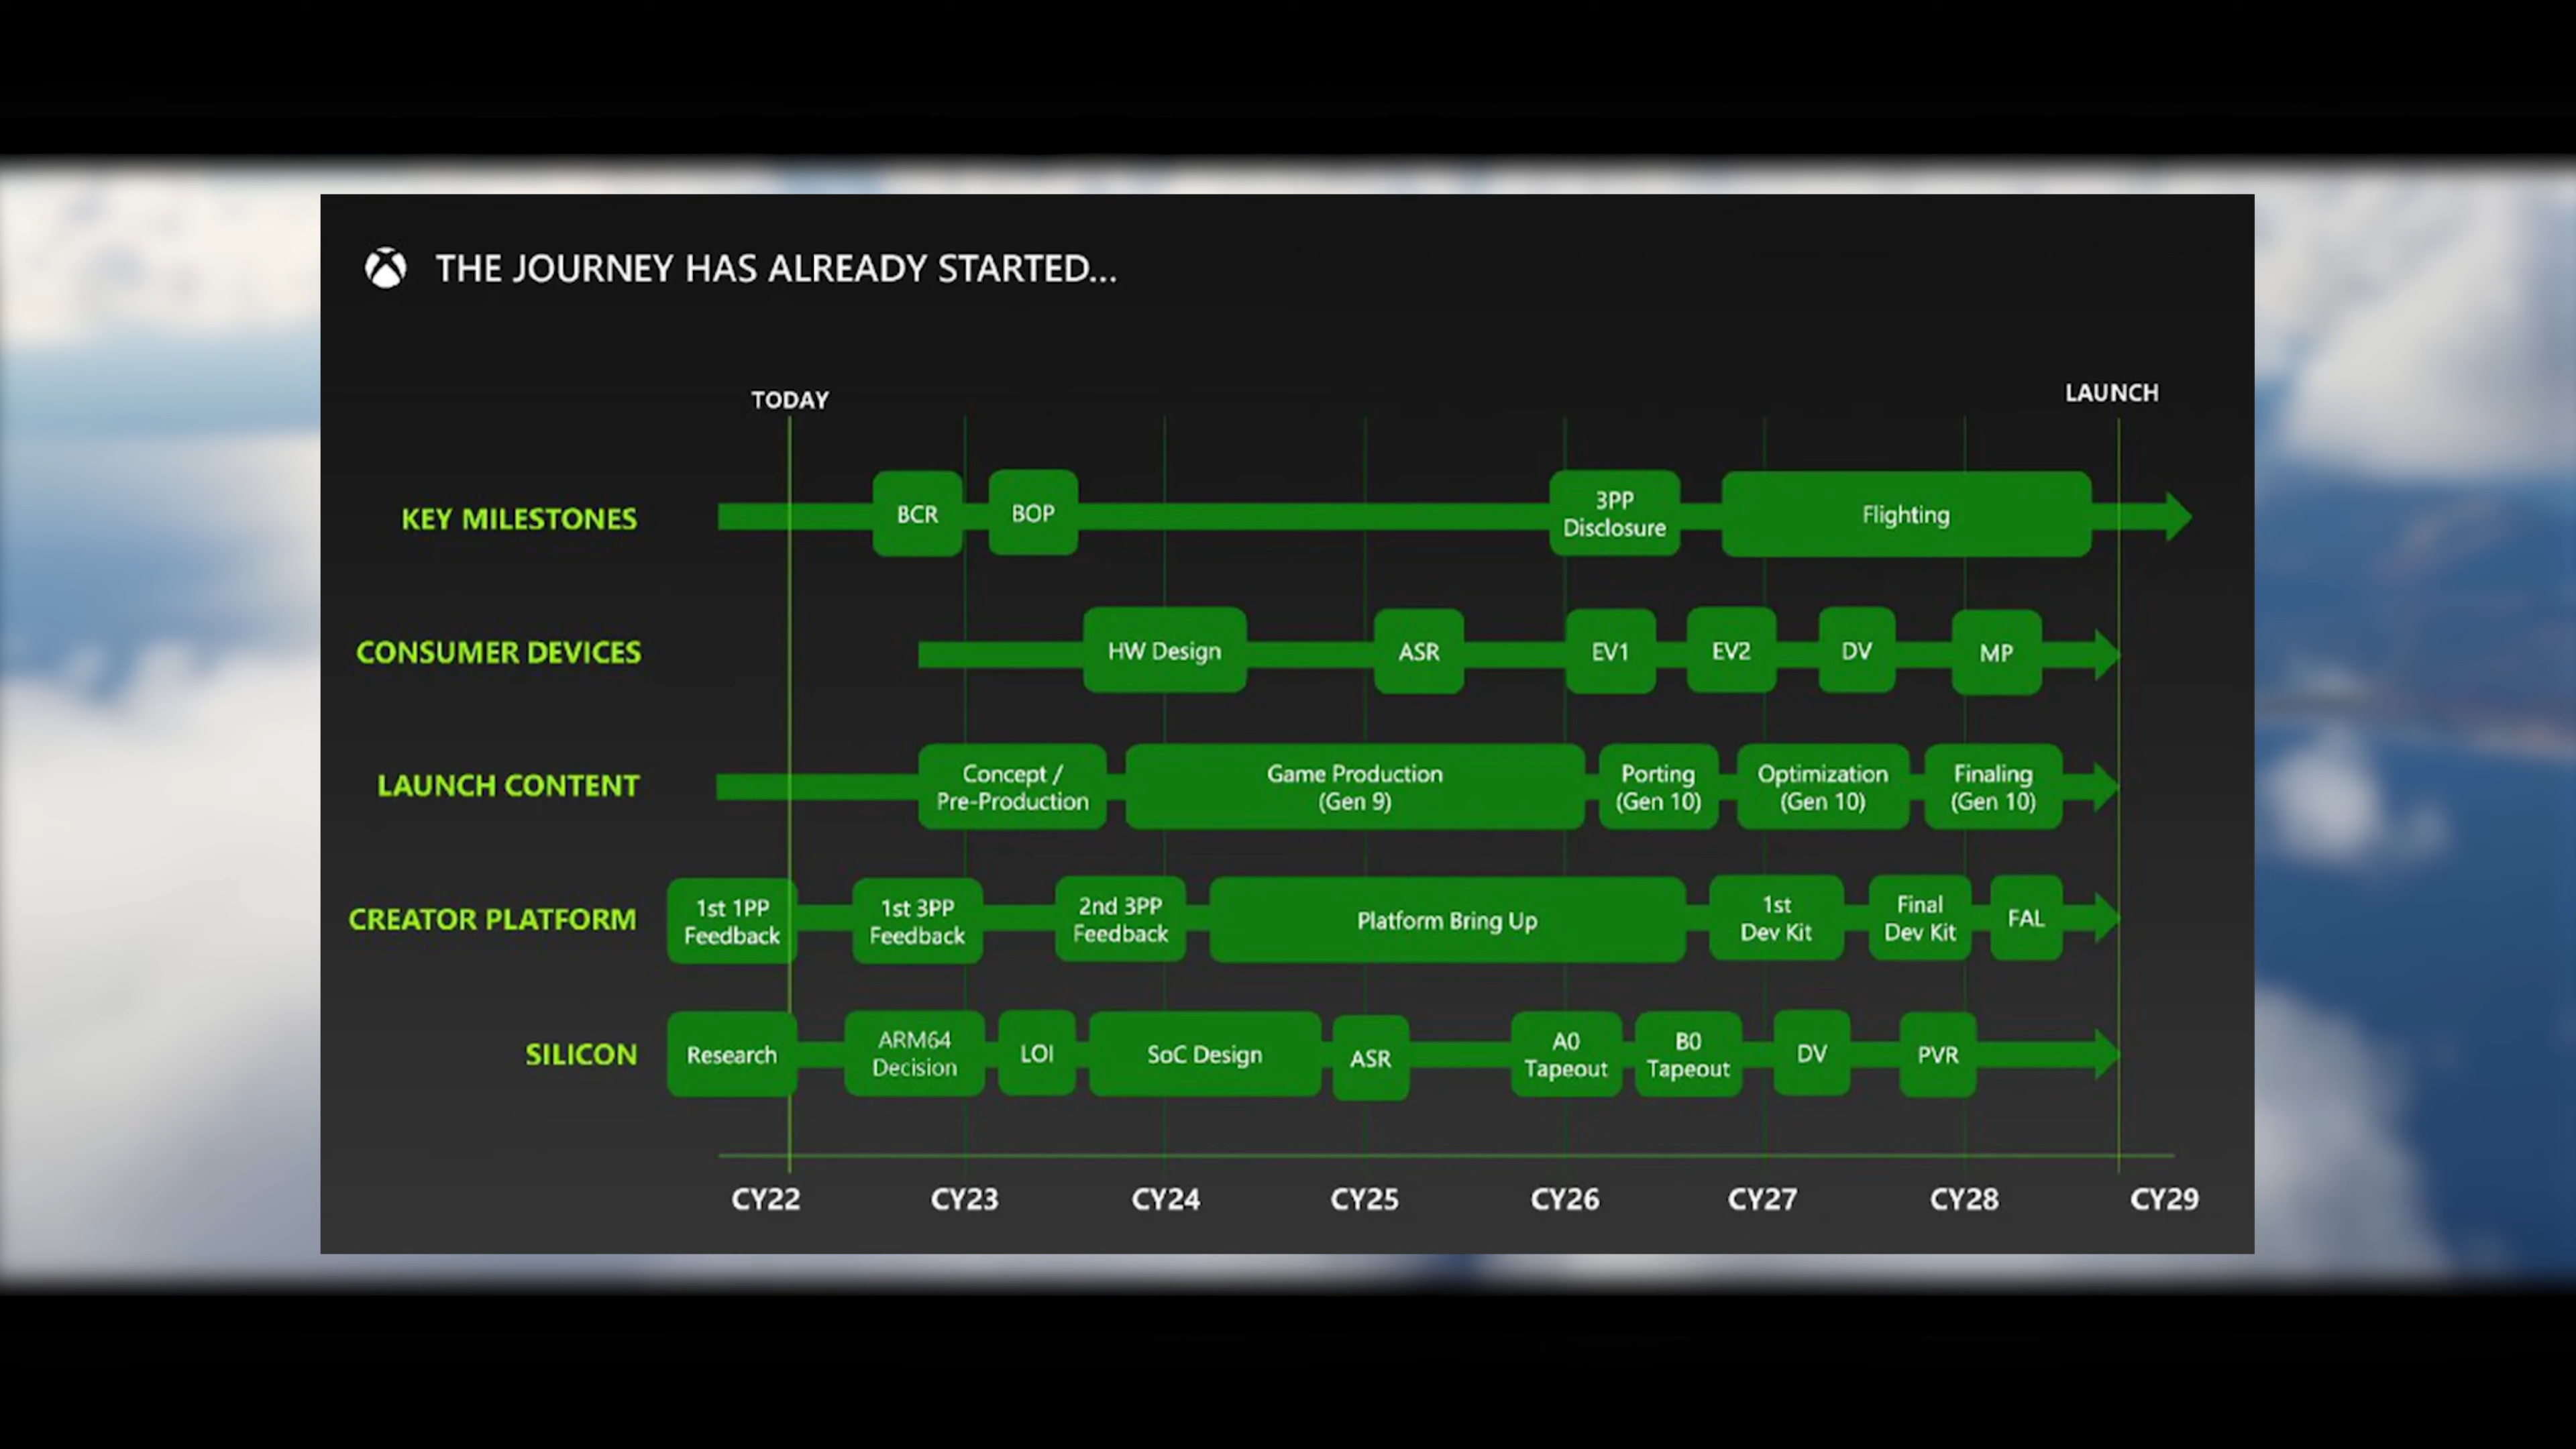 THE JOURNEY HAS ALREADY STARTED...
TODAY
LAUNCH
KEY MILESTONES
BCR
BOP
3PP
Disclosure
Flighting
CONSUMER DEVICES
HW Design
ASR
EV1
EV2
DV
MP
LAUNCH CONTENT
Concept /
Pre-Production
Game Production
(Gen 9)
Porting
(Gen 10)
Optimization
(Gen 10)
Finaling
(Gen 10)
CREATOR PLATFORM
1st 1PP
Feedback
1st 3PP
Feedback
2nd 3PP
Feedback
Platform Bring Up
1st
Dev Kit
Final
Dev Kit
FAL
SILICON
Research
ARM64
Decision
LOI
SoC Design
ASR
A0
Tapeout
B0
Tapeout
DV
PVR
CY22
CY23
CY24
CY25
CY26
CY27
CY28
CY29